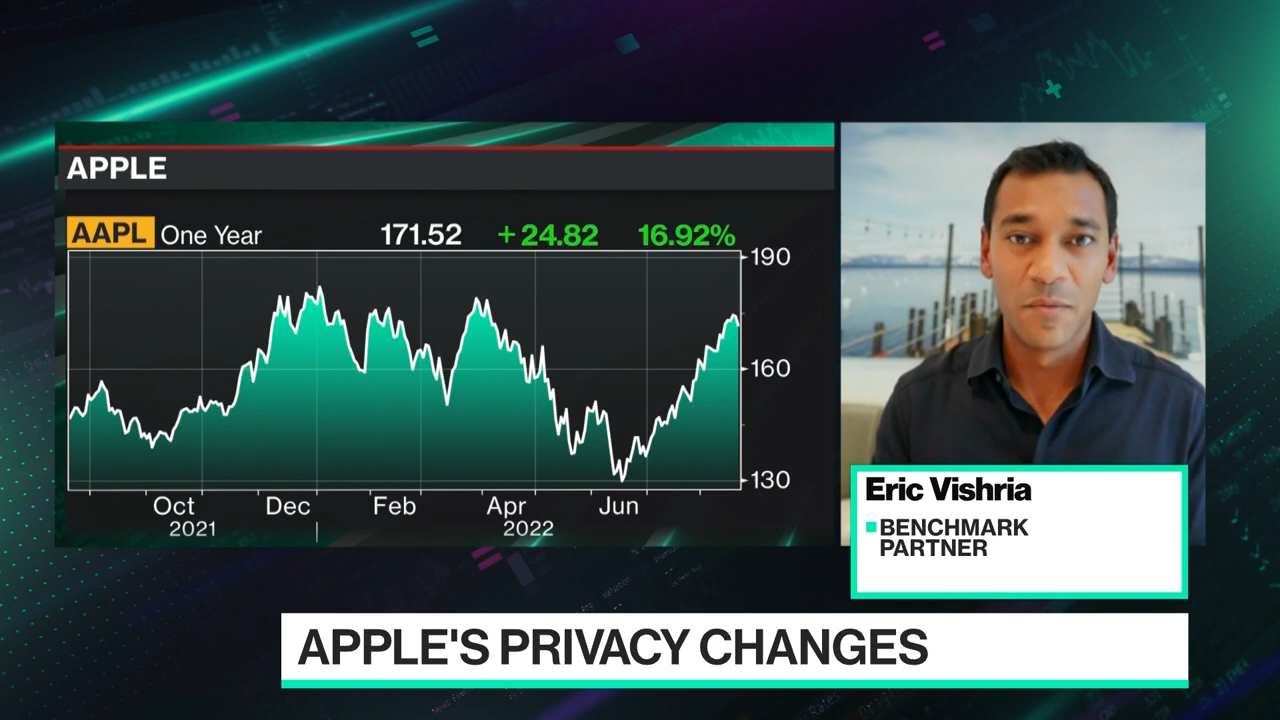 APPLE
AAPL One Year 171.52 +24.82 16.92%
190
160
130
Oct Dec Feb Apr Jun
2021 2022
Eric Vishria
BENCHMARK
PARTNER
APPLE'S PRIVACY CHANGES